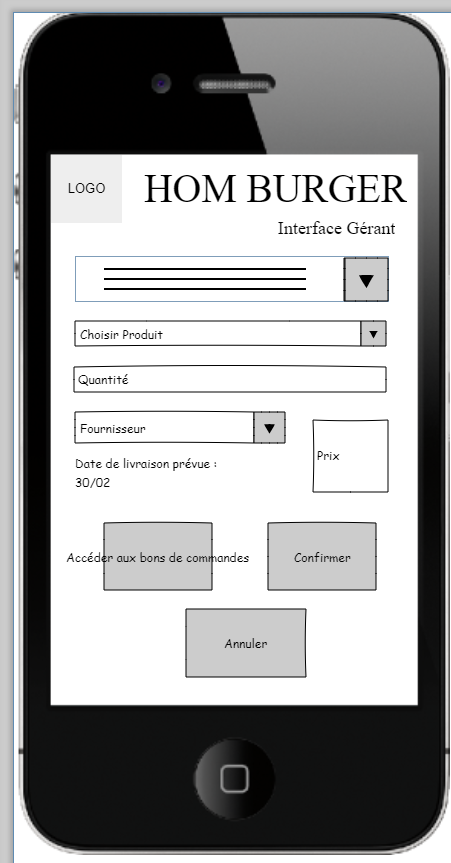 LOGO
HOM BURGER
Interface Gérant
Choisir Produit
Quantité
Fournisseur
Prix
Date de livraison prévue :
30/02
Accéder aux bons de commandes
Confirmer
Annuler